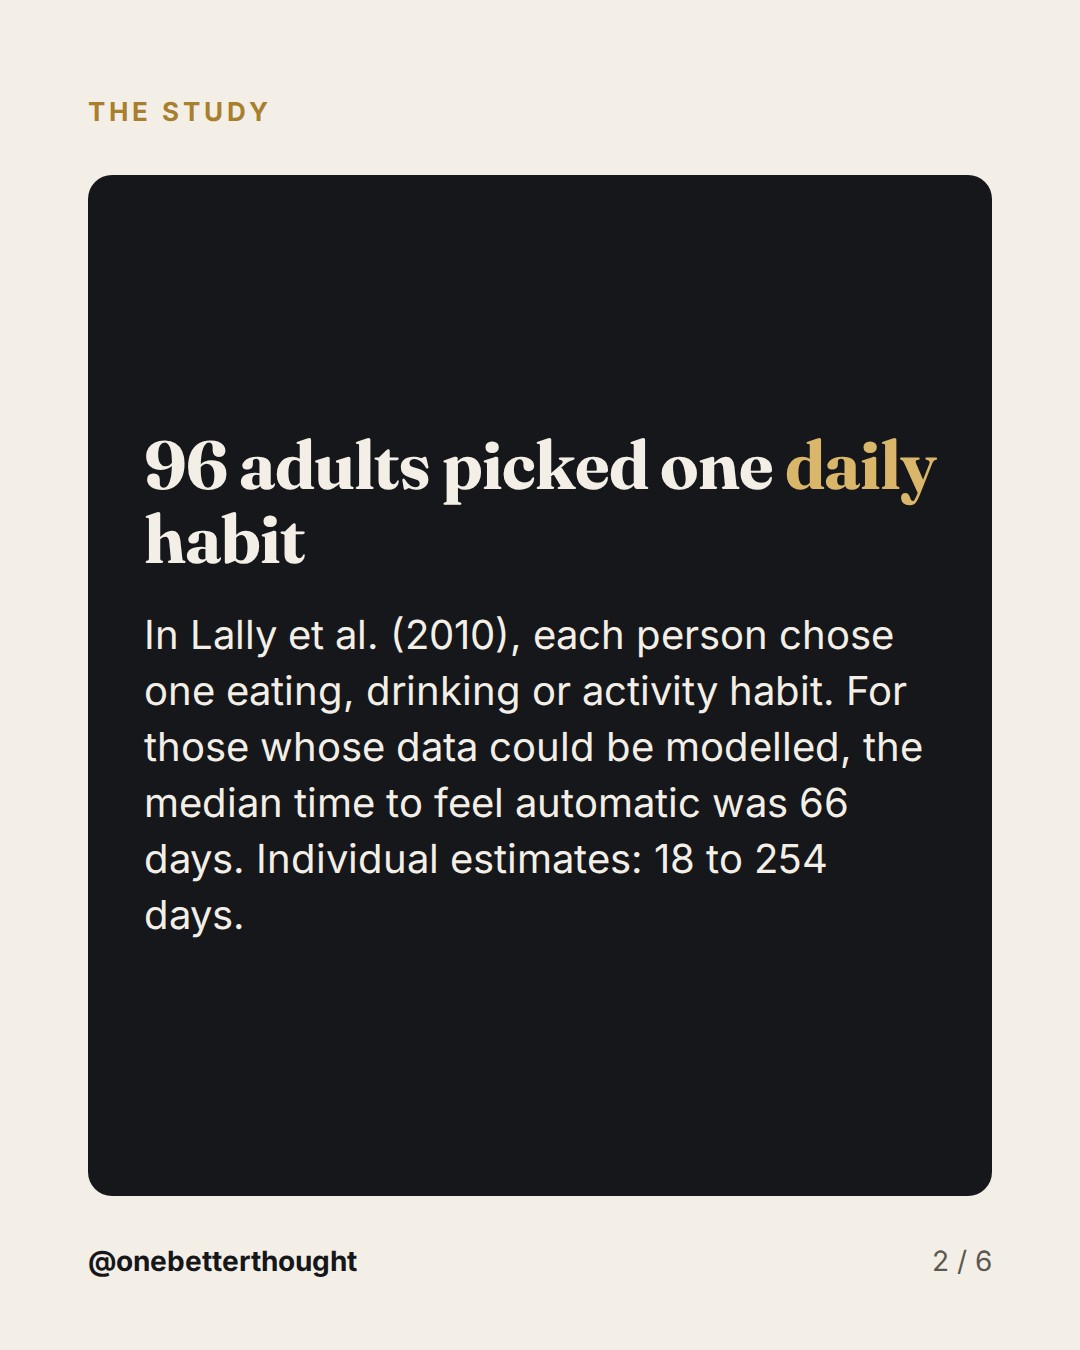 THE STUDY
96 adults picked one daily
habit
In Lally et al. (2010), each person chose
one eating, drinking or activity habit. For
those whose data could be modelled, the
median time to feel automatic was 66
days. Individual estimates: 18 to 254
days.
@onebetterthought
2 / 6